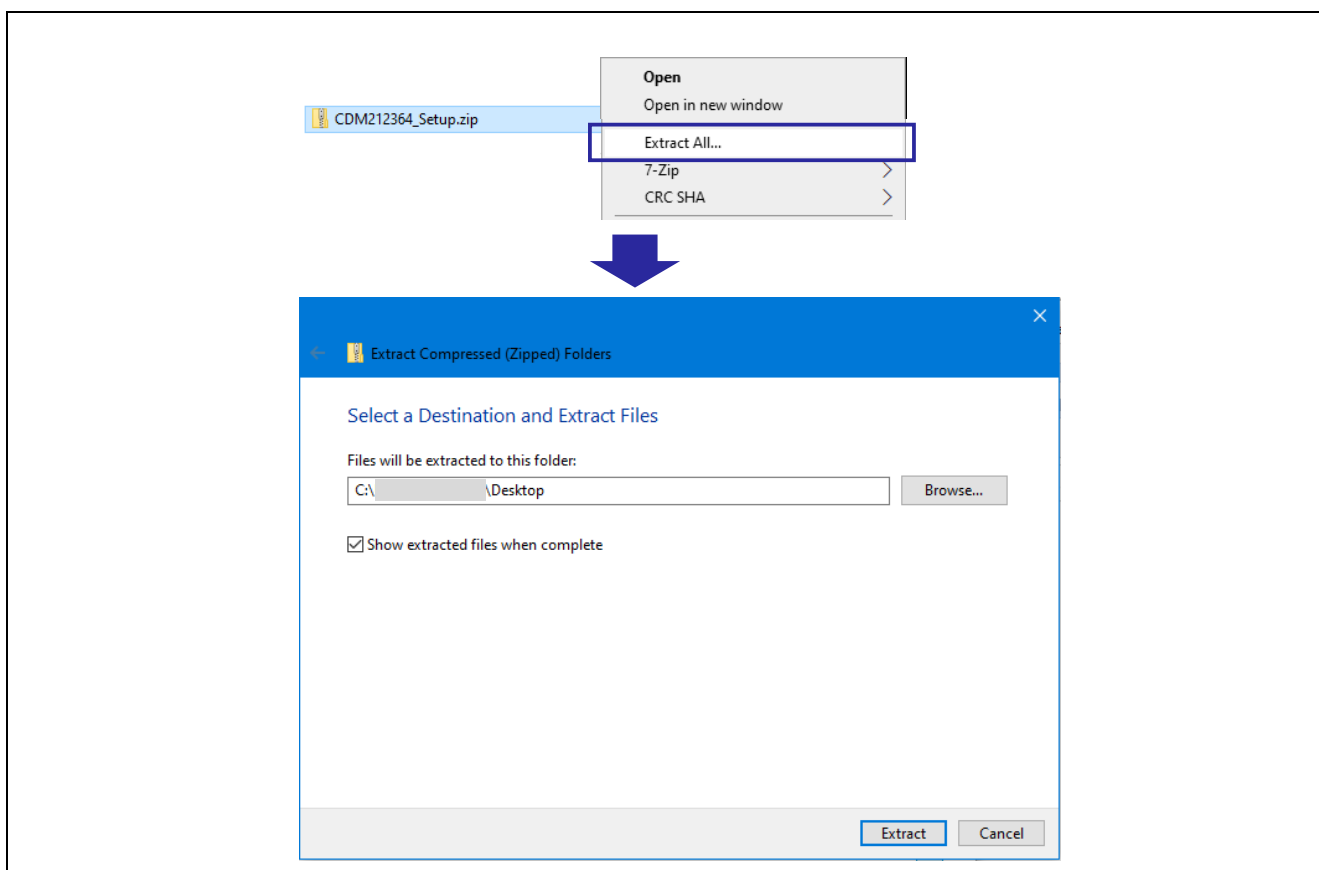 Open
Open in new window
CDM212364_Setup.zip
Extract All...
7-Zip
CRC SHA
Extract Compressed (Zipped) Folders
Select a Destination and Extract Files
Files will be extracted to this folder:
C:\ \Desktop
Browse...
Show extracted files when complete
Extract
Cancel